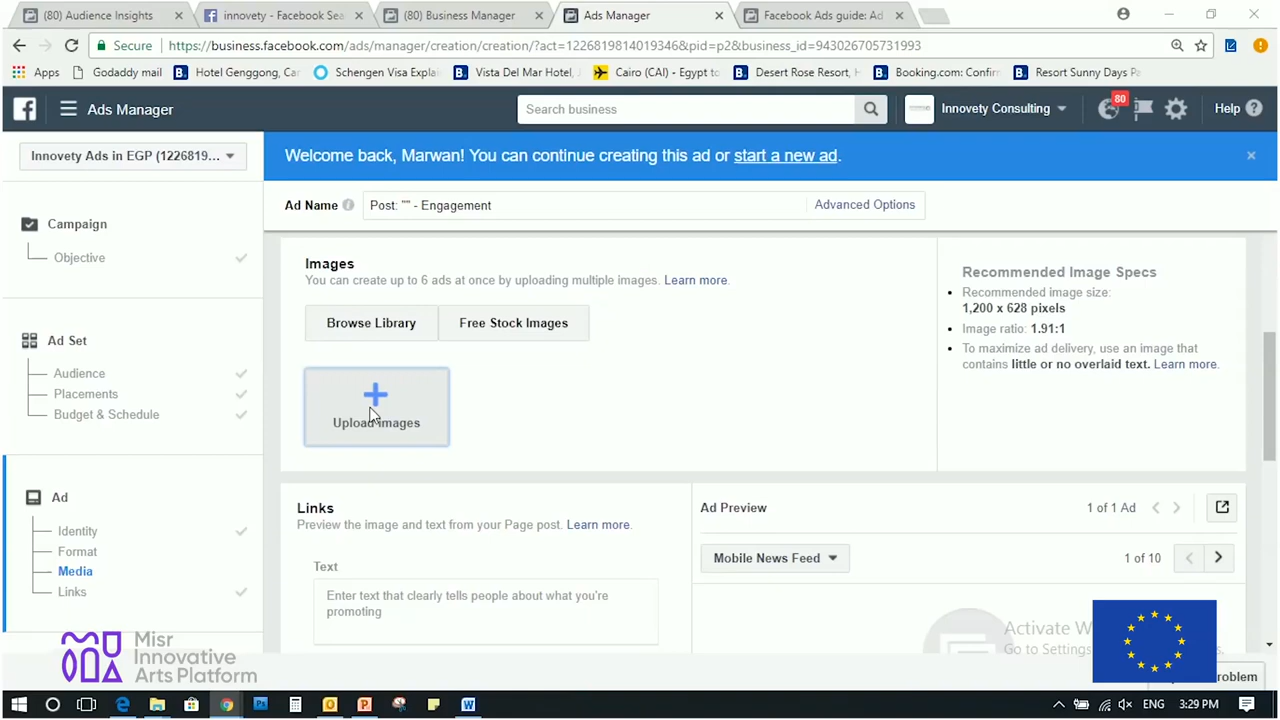 (80) Audience Insights
innovety - Facebook Sea
(80) Business Manager
Ads Manager
Facebook Ads guide: Ad
Secure
https://business.facebook.com/ads/manager/creation/creation/?act=1226819814019346&pid=p2&business_id=943026705731993
Apps
Godaddy mail
Hotel Genggong, Car
Schengen Visa Explai
Vista Del Mar Hotel,
Cairo (CAI) - Egypt to
Desert Rose Resort, H
Booking.com: Confirm
Resort Sunny Days Pa
Ads Manager
Search business
Innovety Consulting
80
Help
Innovety Ads in EGP (1226819...
Welcome back, Marwan! You can continue creating this ad or start a new ad.
Ad Name
Post: "" - Engagement
Advanced Options
Campaign
Objective
Ad Set
Audience
Placements
Budget & Schedule
Ad
Identity
Format
Media
Links
Images
You can create up to 6 ads at once by uploading multiple images. Learn more.
Browse Library
Free Stock Images
Upload Images
Recommended Image Specs
Recommended image size:
1,200 x 628 pixels
Image ratio: 1.91:1
To maximize ad delivery, use an image that
contains little or no overlaid text. Learn more.
Links
Preview the image and text from your Page post. Learn more.
Text
Enter text that clearly tells people about what you're
promoting
Ad Preview
1 of 1 Ad
Mobile News Feed
1 of 10
Activate W
Go to Settings
roblem
Misr
Innovative
Arts Platform
ENG
3:29 PM